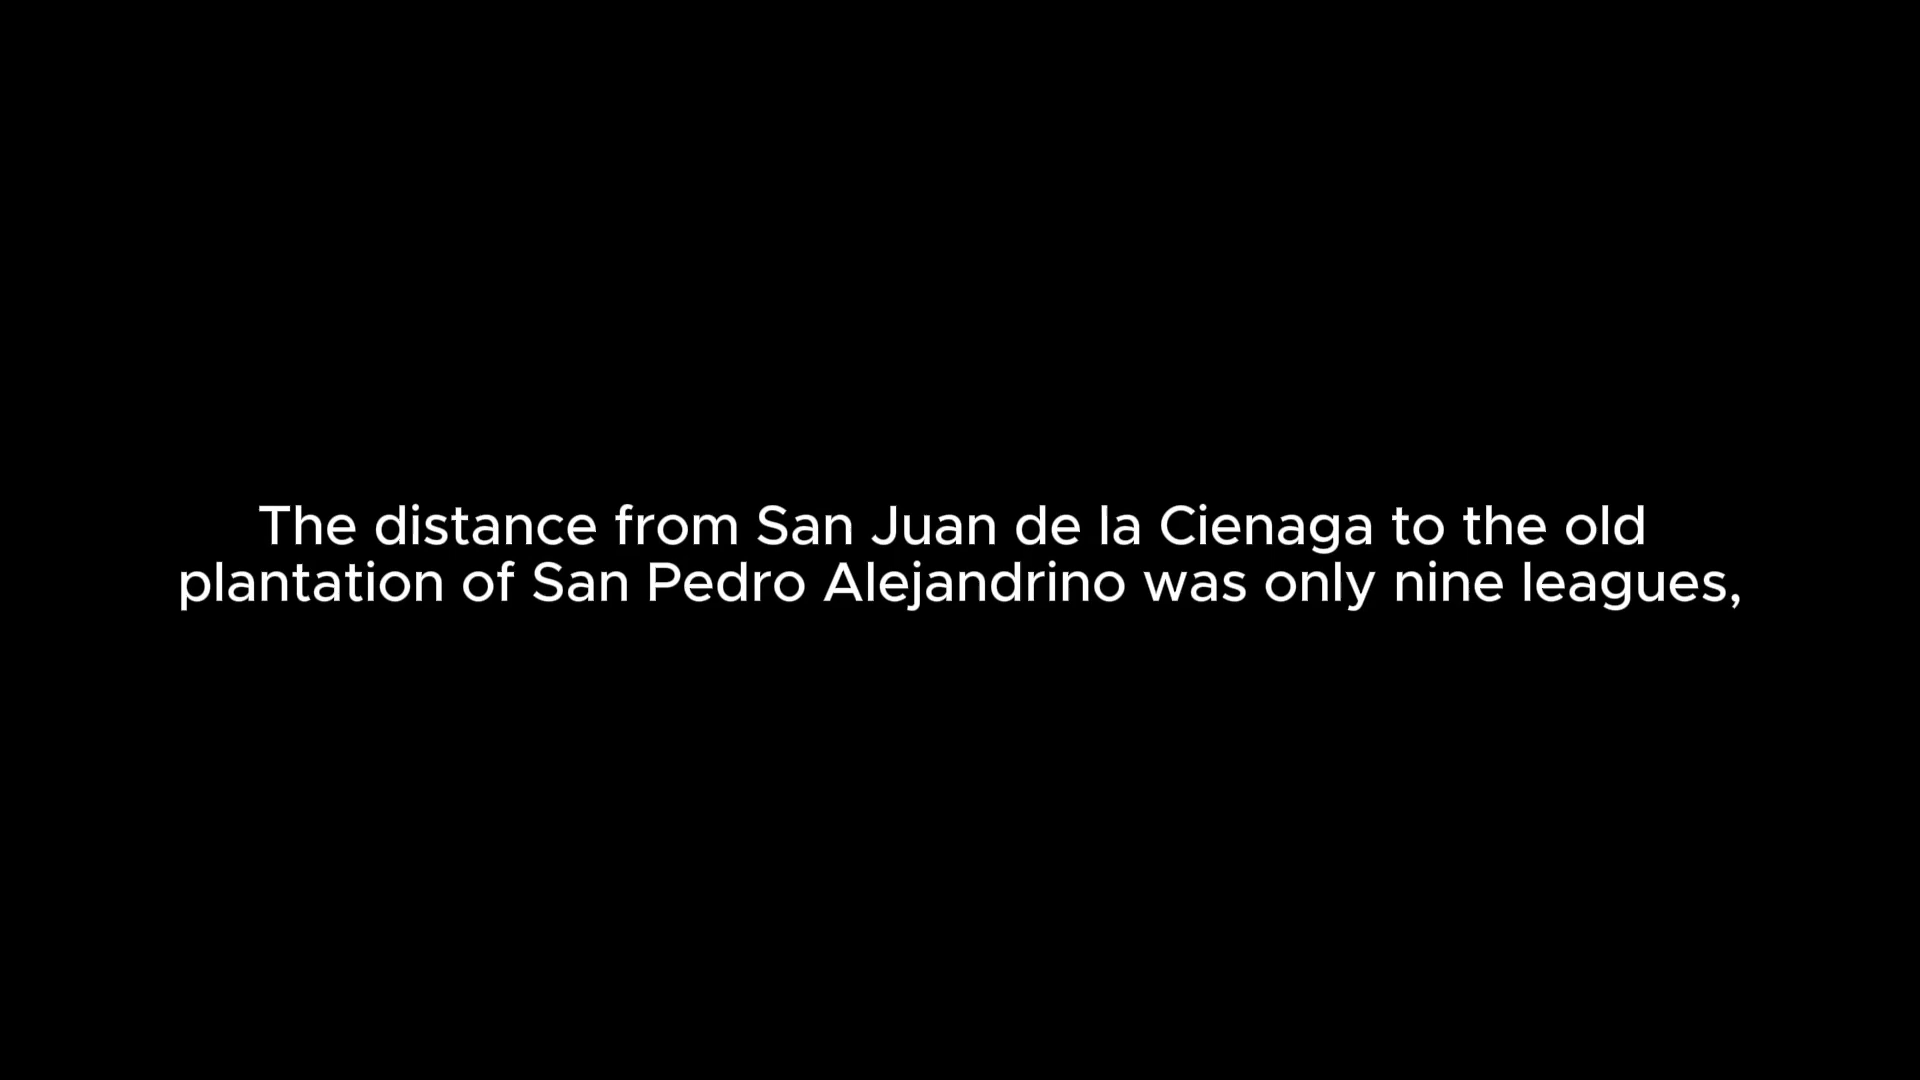 The distance from San Juan de la Cienaga to the old
plantation of San Pedro Alejandrino was only nine leagues,